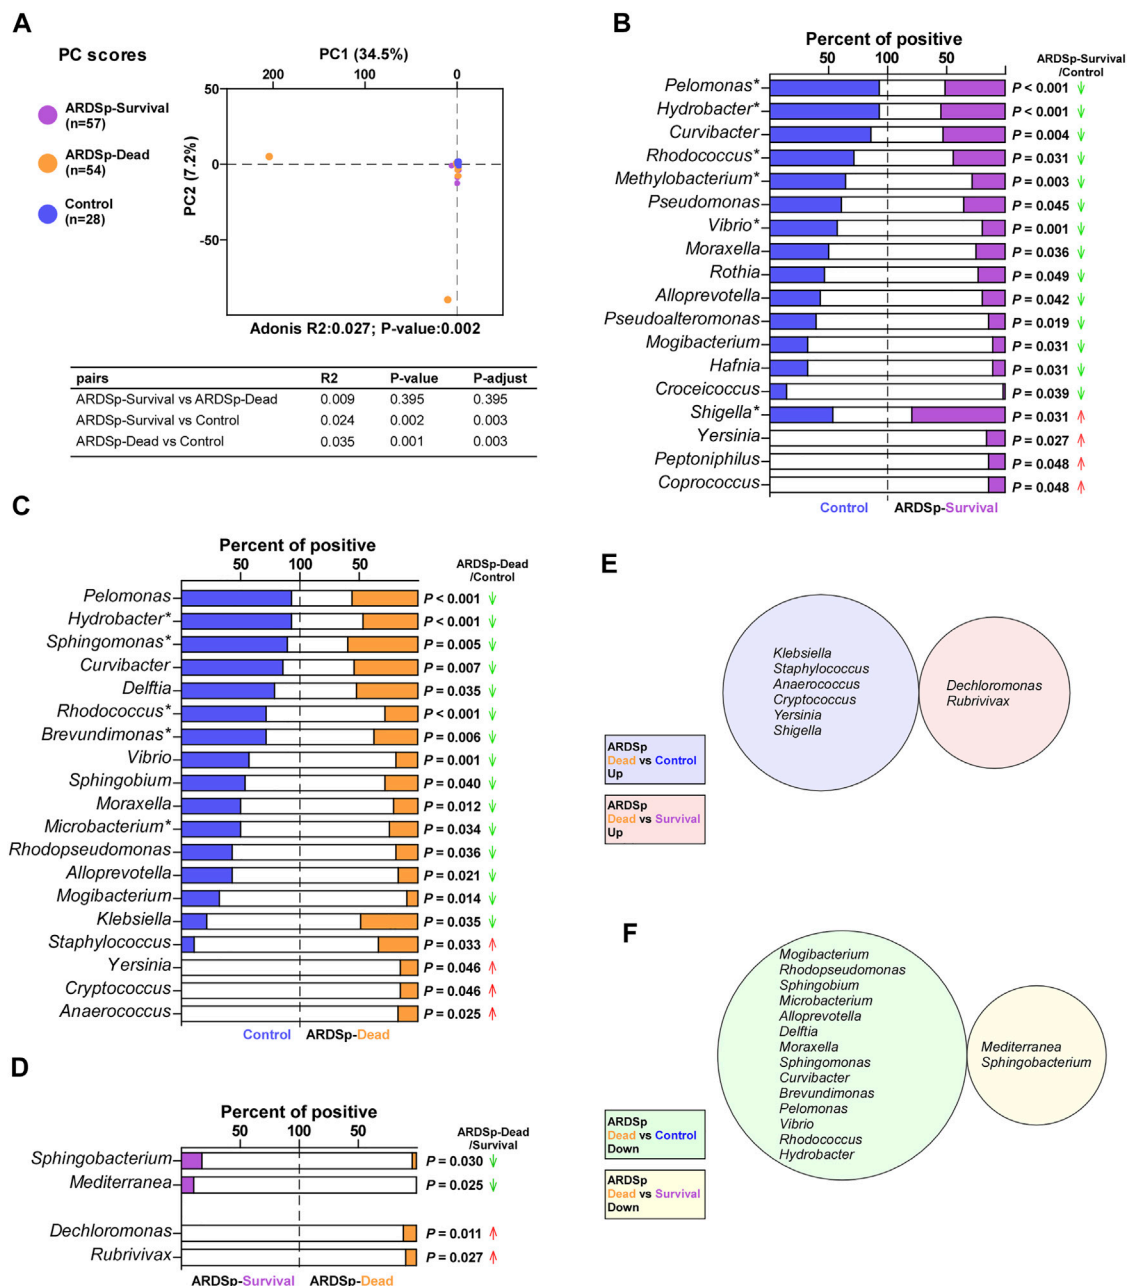 A
PC scores
PC1 (34.5%)
200 100 0
ARDSp-Survival
(n=57)
ARDSp-Dead
(n=54)
Control
(n=28)
PC2 (7.2%)
50
0
-50
Adonis R2:0.027; P-value:0.002
pairs R2 P-value P-adjust
ARDSp-Survival vs ARDSp-Dead 0.009 0.395 0.395
ARDSp-Survival vs Control 0.024 0.002 0.003
ARDSp-Dead vs Control 0.035 0.001 0.003
B
Percent of positive
50 100 50
ARDSp-Survival
/Control
Pelomonas* P < 0.001
Hydrobacter* P < 0.001
Curvibacter P = 0.004
Rhodococcus* P = 0.031
Methylobacterium* P = 0.003
Pseudomonas P = 0.045
Vibrio* P = 0.001
Moraxella P = 0.036
Rothia P = 0.049
Alloprevotella P = 0.042
Pseudoalteromonas P = 0.019
Mogibacterium P = 0.031
Hafnia P = 0.031
Croceicoccus P = 0.039
Shigella* P = 0.031
Yersinia P = 0.027
Peptoniphilus P = 0.048
Coprococcus P = 0.048
Control ARDSp-Survival
C
Percent of positive
50 100 50
ARDSp-Dead
/Control
Pelomonas P < 0.001
Hydrobacter* P < 0.001
Sphingomonas* P = 0.005
Curvibacter P = 0.007
Delftia P = 0.035
Rhodococcus* P < 0.001
Brevundimonas* P = 0.006
Vibrio P = 0.001
Sphingobium P = 0.040
Moraxella P = 0.012
Microbacterium* P = 0.034
Rhodopseudomonas P = 0.036
Alloprevotella P = 0.021
Mogibacterium P = 0.014
Klebsiella P = 0.035
Staphylococcus P = 0.033
Yersinia P = 0.046
Cryptococcus P = 0.046
Anaerococcus P = 0.025
Control ARDSp-Dead
D
Percent of positive
50 100 50
ARDSp-Dead
/Survival
Sphingobacterium P = 0.030
Mediterranea P = 0.025
Dechloromonas P = 0.011
Rubrivivax P = 0.027
ARDSp-Survival ARDSp-Dead
E
Klebsiella
Staphylococcus
Anaerococcus
Cryptococcus
Yersinia
Shigella
Dechloromonas
Rubrivivax
ARDSp
Dead vs Control
Up
ARDSp
Dead vs Survival
Up
F
Mogibacterium
Rhodopseudomonas
Sphingobium
Microbacterium
Alloprevotella
Delftia
Moraxella
Sphingomonas
Curvibacter
Brevundimonas
Pelomonas
Vibrio
Rhodococcus
Hydrobacter
Mediterranea
Sphingobacterium
ARDSp
Dead vs Control
Down
ARDSp
Dead vs Survival
Down